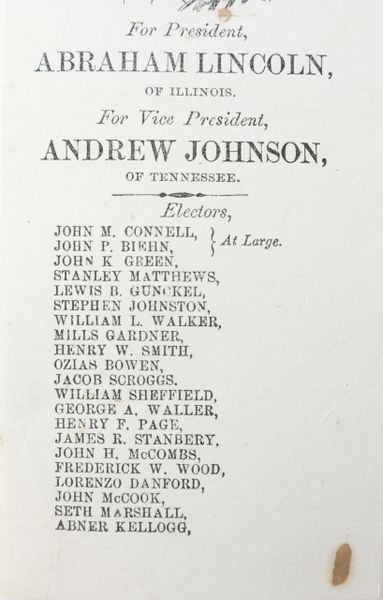 For President,
ABRAHAM LINCOLN,
OF ILLINOIS.
For Vice President,
ANDREW JOHNSON,
OF TENNESSEE.
Electors,
JOHN M. CONNELL,
JOHN P. BIEHN,
At Large.
JOHN K GREEN,
STANLEY MATTHEWS,
LEWIS B. GUNCKEL,
STEPHEN JOHNSTON,
WILLIAM L. WALKER,
MILLS GARDNER,
HENRY W. SMITH,
OZIAS BOWEN,
JACOB SCROGGS.
WILLIAM SHEFFIELD,
GEORGE A. WALLER,
HENRY F. PAGE,
JAMES R. STANBERY,
JOHN H. McCOMBS,
FREDERICK W. WOOD,
LORENZO DANFORD,
JOHN McCOOK,
SETH MARSHALL,
ABNER KELLOGG,